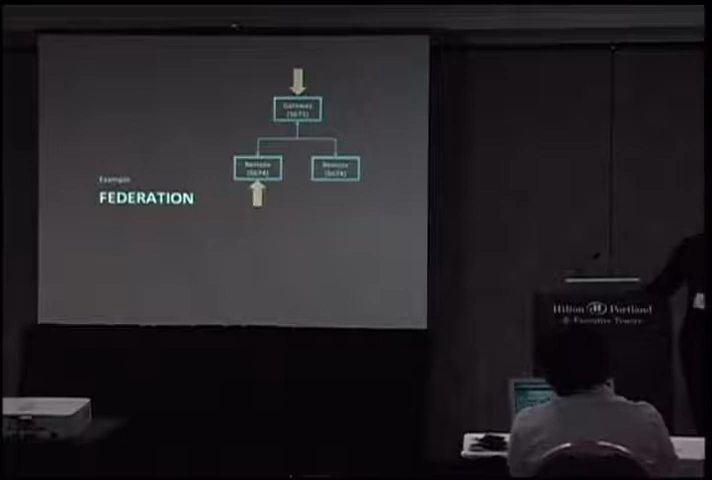 Gateway
(5673)
Remote
(5674)
Remote
(5674)
Example
FEDERATION
Hilton Portland
& Executive Tower